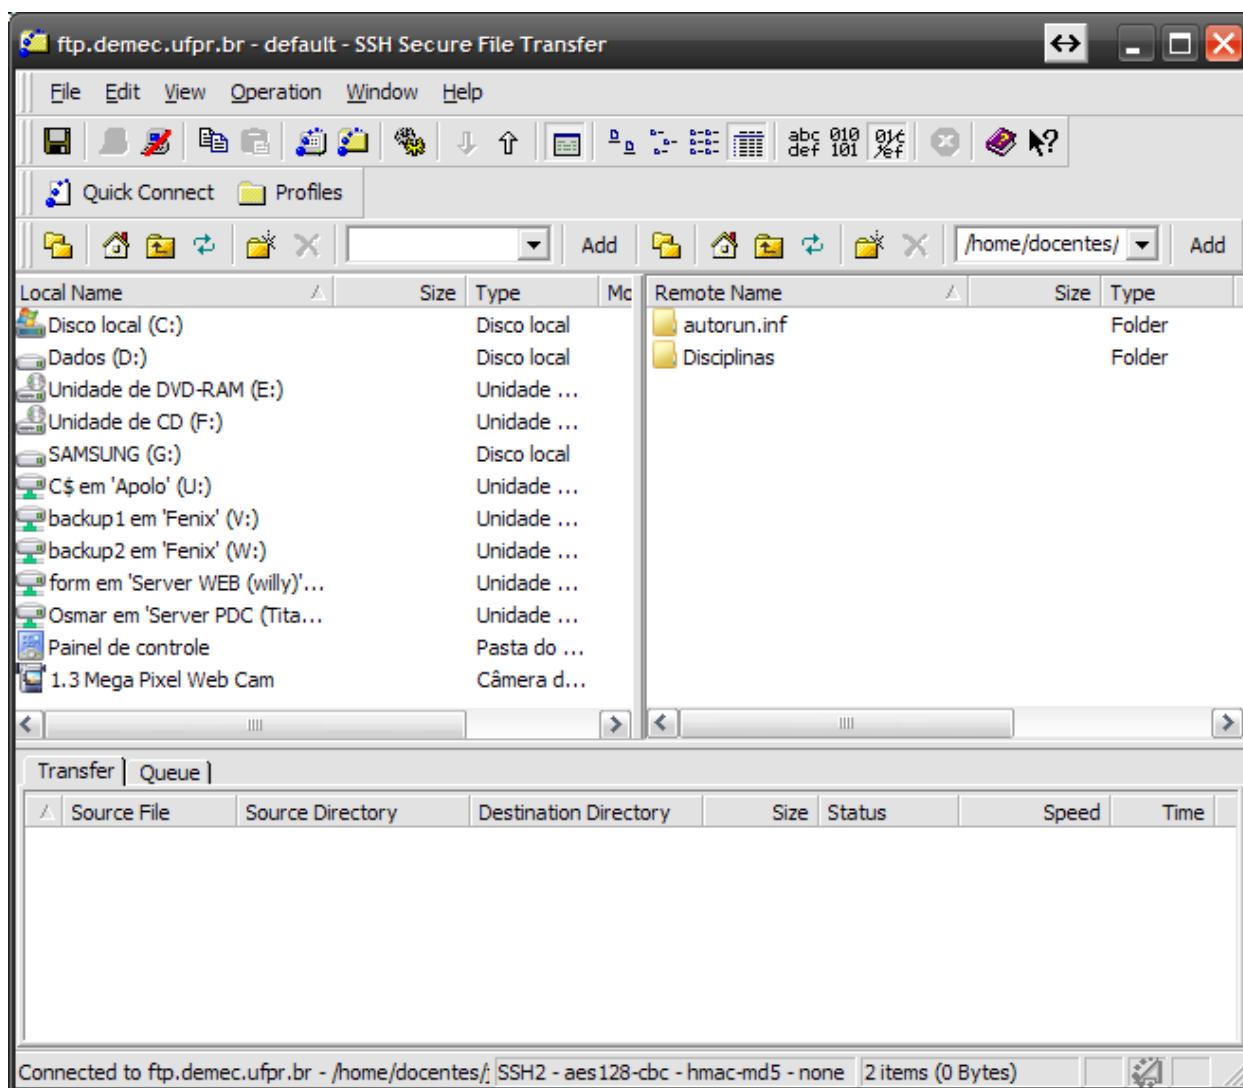 ftp.demec.ufpr.br - default - SSH Secure File Transfer
File Edit View Operation Window Help
abc 010
def 101
Quick Connect Profiles
Add /home/docentes/ Add
Local Name Size Type Mo Remote Name Size Type
Disco local (C:) Disco local autorun.inf Folder
Dados (D:) Disco local Disciplinas Folder
Unidade de DVD-RAM (E:) Unidade ...
Unidade de CD (F:) Unidade ...
SAMSUNG (G:) Disco local
C$ em 'Apolo' (U:) Unidade ...
backup1 em 'Fenix' (V:) Unidade ...
backup2 em 'Fenix' (W:) Unidade ...
form em 'Server WEB (willy)'... Unidade ...
Osmar em 'Server PDC (Tita... Unidade ...
Painel de controle Pasta do ...
1.3 Mega Pixel Web Cam Câmera d...
Transfer Queue
Source File Source Directory Destination Directory Size Status Speed Time
Connected to ftp.demec.ufpr.br - /home/docentes/ SSH2 - aes128-cbc - hmac-md5 - none 2 items (0 Bytes)